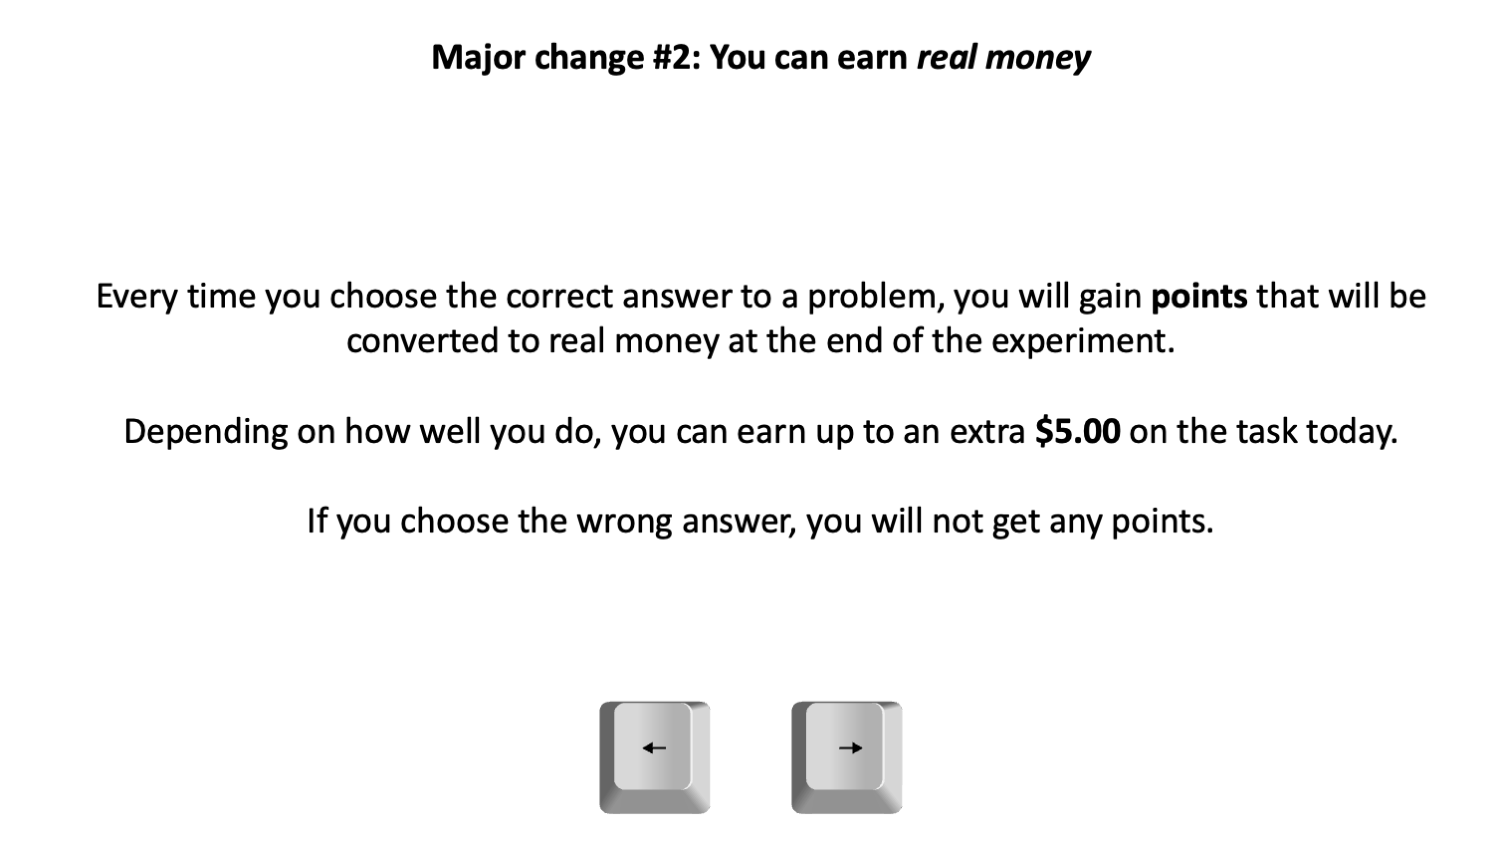 Major change #2: You can earn real money
Every time you choose the correct answer to a problem, you will gain points that will be
converted to real money at the end of the experiment.
Depending on how well you do, you can earn up to an extra $5.00 on the task today.
If you choose the wrong answer, you will not get any points.
← →